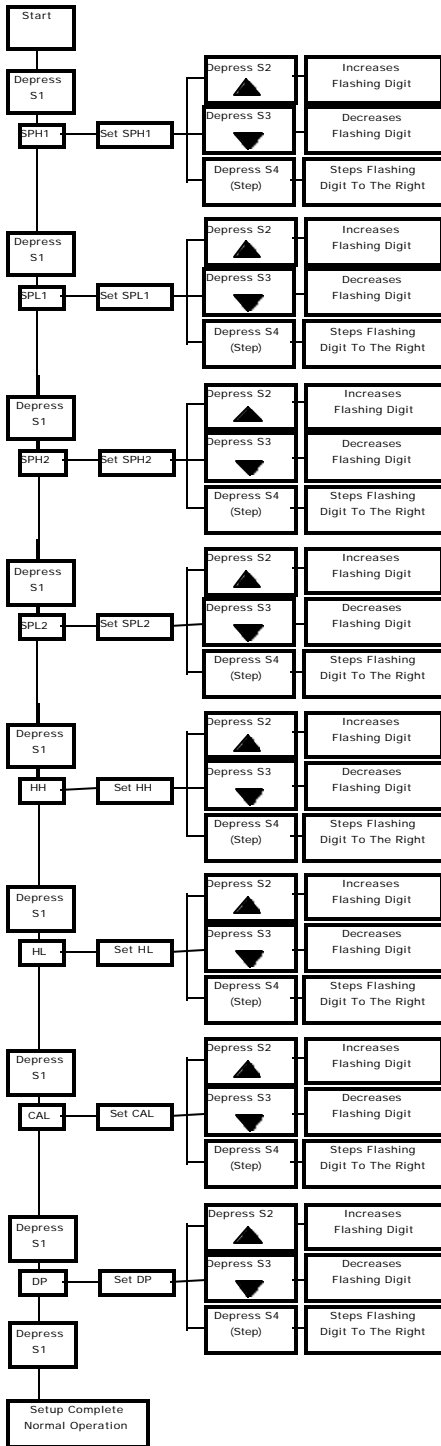 Start
Depress
S1
SPH1
Set SPH1
Depress S2
Increases
Flashing Digit
Depress S3
Decreases
Flashing Digit
Depress S4
(Step)
Steps Flashing
Digit To The Right
Depress
S1
SPL1
Set SPL1
Depress S2
Increases
Flashing Digit
Depress S3
Decreases
Flashing Digit
Depress S4
(Step)
Steps Flashing
Digit To The Right
Depress
S1
SPH2
Set SPH2
Depress S2
Increases
Flashing Digit
Depress S3
Decreases
Flashing Digit
Depress S4
(Step)
Steps Flashing
Digit To The Right
Depress
S1
SPL2
Set SPL2
Depress S2
Increases
Flashing Digit
Depress S3
Decreases
Flashing Digit
Depress S4
(Step)
Steps Flashing
Digit To The Right
Depress
S1
HH
Set HH
Depress S2
Increases
Flashing Digit
Depress S3
Decreases
Flashing Digit
Depress S4
(Step)
Steps Flashing
Digit To The Right
Depress
S1
HL
Set HL
Depress S2
Increases
Flashing Digit
Depress S3
Decreases
Flashing Digit
Depress S4
(Step)
Steps Flashing
Digit To The Right
Depress
S1
CAL
Set CAL
Depress S2
Increases
Flashing Digit
Depress S3
Decreases
Flashing Digit
Depress S4
(Step)
Steps Flashing
Digit To The Right
Depress
S1
DP
Set DP
Depress S2
Increases
Flashing Digit
Depress S3
Decreases
Flashing Digit
Depress S4
(Step)
Steps Flashing
Digit To The Right
Depress
S1
Setup Complete
Normal Operation